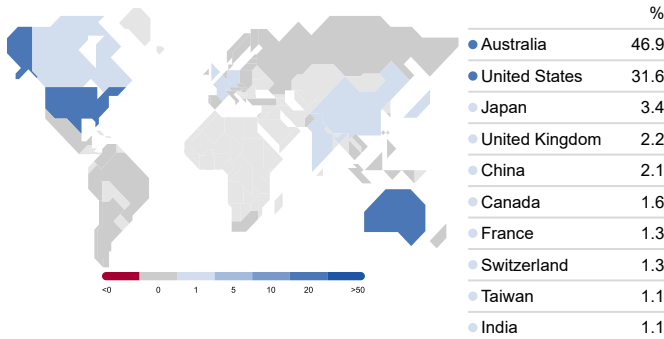 %
Australia 46.9
United States 31.6
Japan 3.4
United Kingdom 2.2
China 2.1
Canada 1.6
France 1.3
Switzerland 1.3
Taiwan 1.1
India 1.1
<0 0 1 5 10 20 >50